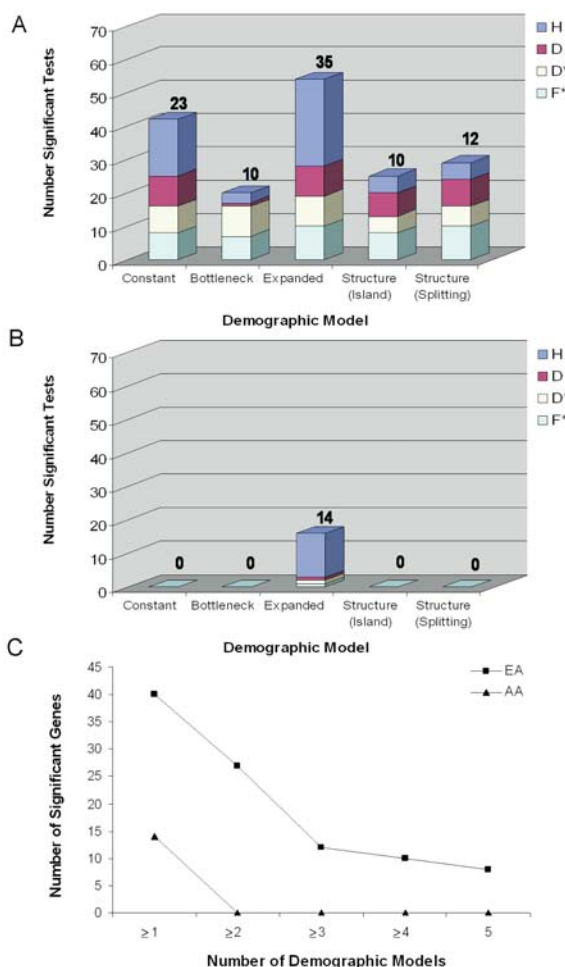 A
Number Significant Tests
70
60
50
40
30
20
10
0
23
10
35
10
12
H
D
D*
F*
Constant
Bottleneck
Expanded
Structure
(Island)
Structure
(Splitting)
Demographic Model
B
Number Significant Tests
70
60
50
40
30
20
10
0
0
0
14
0
0
H
D
D*
F*
Constant
Bottleneck
Expanded
Structure
(Island)
Structure
(Splitting)
Demographic Model
C
Number of Significant Genes
45
40
35
30
25
20
15
10
5
0
EA
AA
≥1
≥2
≥3
≥4
5
Number of Demographic Models